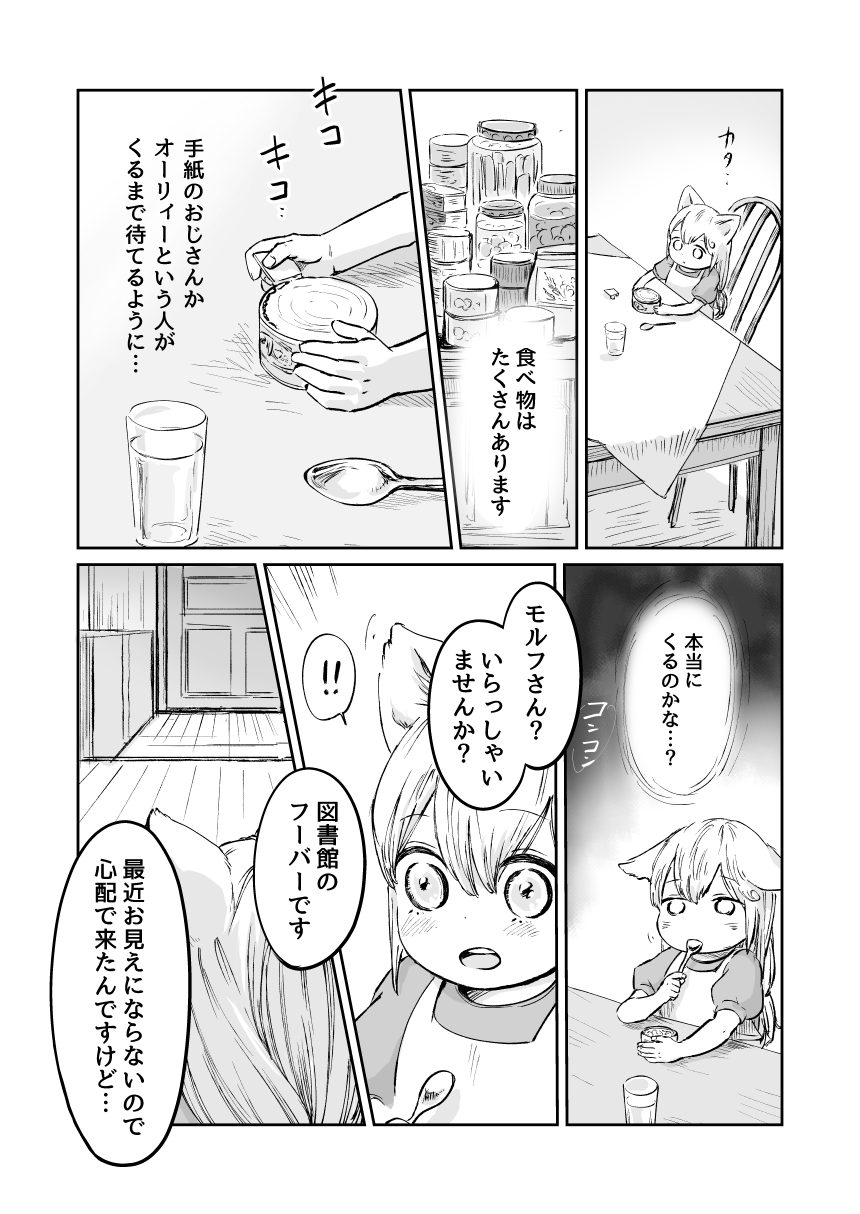 カタ…
食べ物は
たくさんあります
キコ
キコ…
手紙のおじさんか
オーリィーという人が
くるまで待てるように…
本当に
くるのかな…?
コンコン
モルフさん?
いらっしゃい
ませんか?
!!
図書館の
フーバーです
最近お見えにならないので
心配で来たんですけど…